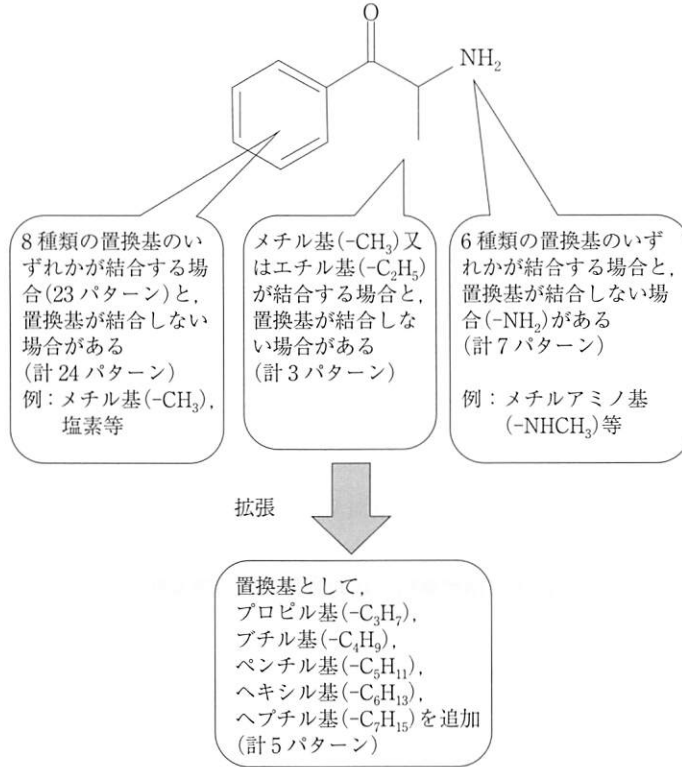 O
NH₂
8種類の置換基のい
ずれかが結合する場
合(23パターン)と,
置換基が結合しない
場合がある
(計24パターン)
例：メチル基(-CH₃),
塩素等
メチル基(-CH₃)又
はエチル基(-C₂H₅)
が結合する場合と,
置換基が結合しな
い場合がある
(計3パターン)
6種類の置換基のいず
れかが結合する場合と,
置換基が結合しない場
合(-NH₂)がある
(計7パターン)
例：メチルアミノ基
(-NHCH₃)等
拡張
置換基として,
プロピル基(-C₃H₇),
ブチル基(-C₄H₉),
ペンチル基(-C₅H₁₁),
ヘキシル基(-C₆H₁₃),
ヘプチル基(-C₇H₁₅)を追加
(計5パターン)